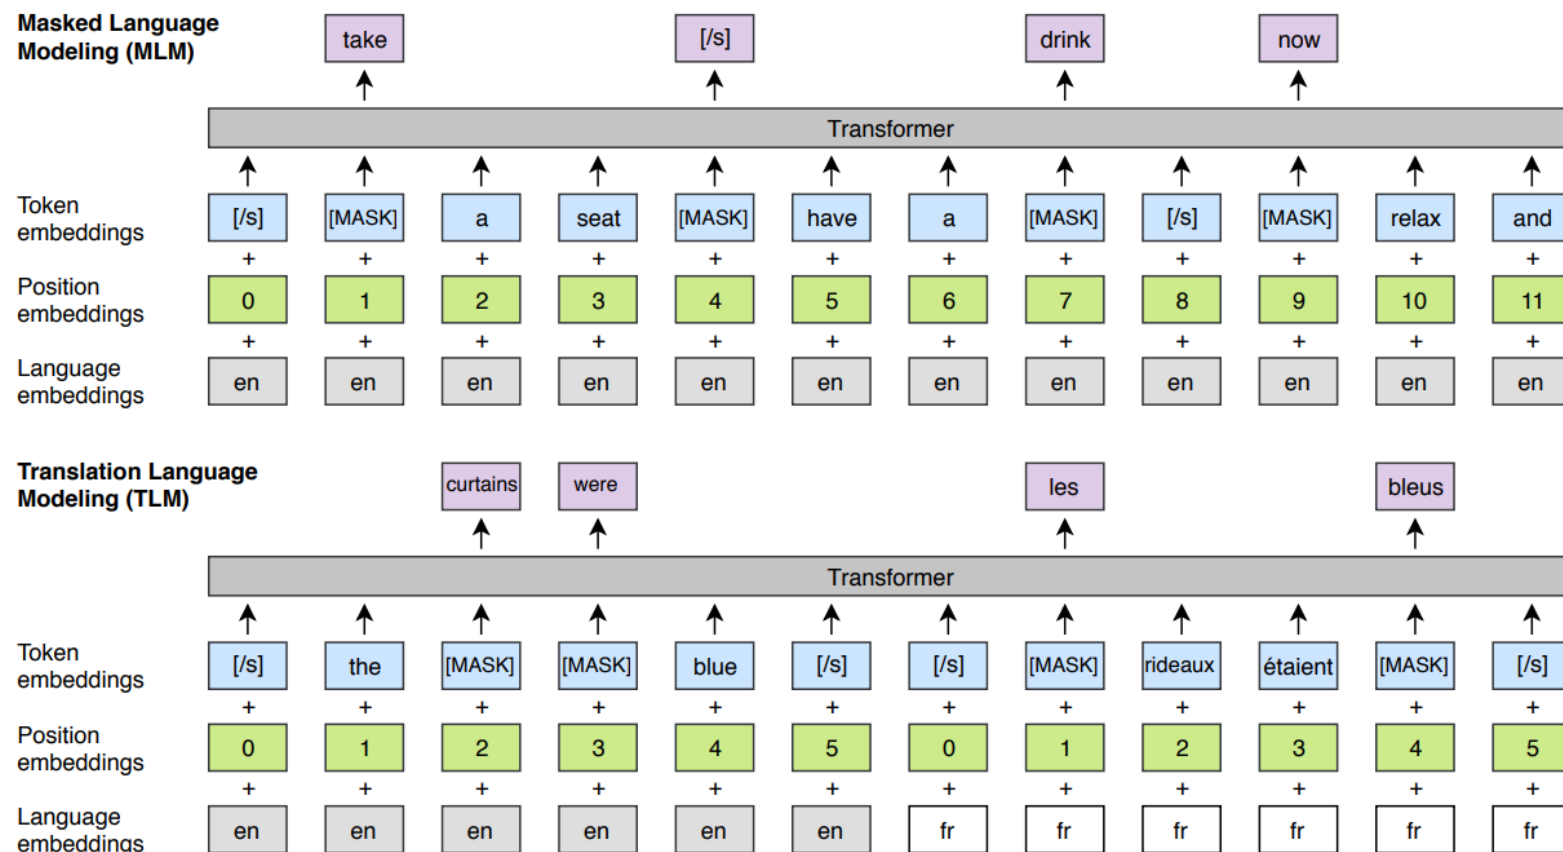 Masked Language
Modeling (MLM)
take [/s] drink now
Transformer
Token
embeddings
[/s] [MASK] a seat [MASK] have a [MASK] [/s] [MASK] relax and
+ + + + + + + + + + + +
Position
embeddings
0 1 2 3 4 5 6 7 8 9 10 11
+ + + + + + + + + + + +
Language
embeddings
en en en en en en en en en en en en
Translation Language
Modeling (TLM)
curtains were les bleus
Transformer
Token
embeddings
[/s] the [MASK] [MASK] blue [/s] [/s] [MASK] rideaux étaient [MASK] [/s]
+ + + + + + + + + + + +
Position
embeddings
0 1 2 3 4 5 0 1 2 3 4 5
+ + + + + + + + + + + +
Language
embeddings
en en en en en en fr fr fr fr fr fr